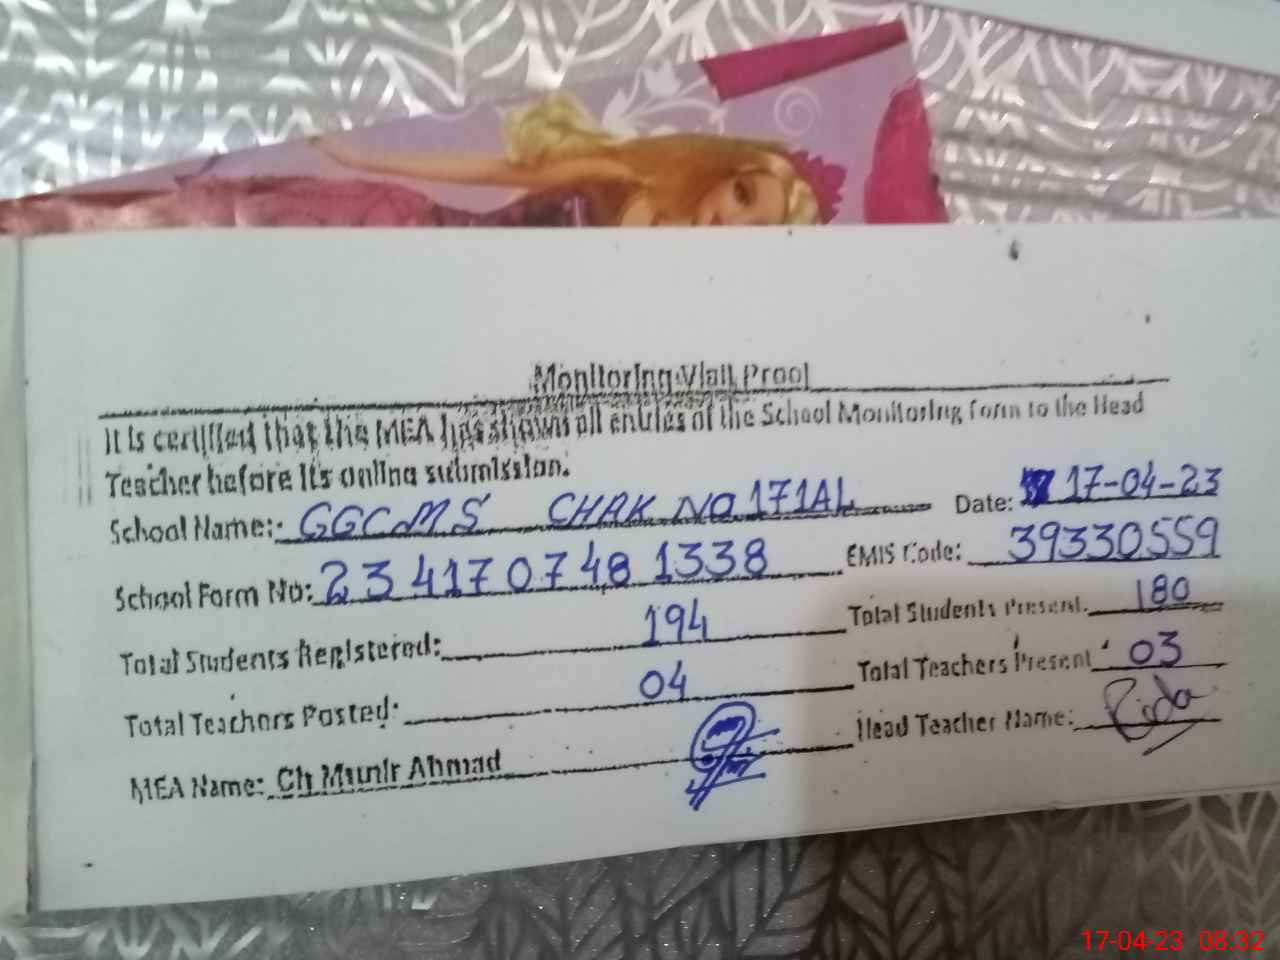 Monitoring Visit Proof
It is certified that the MEA has shown all entries of the School Monitoring form to the Head
Teacher before its online submission.
School Name: GGCMS CHAK NO 171AL Date: 17-04-23
School Form No: 23 4170748 1338 EMIS Code: 39330559
Total Students Registered: 194 Total Students Present: 180
Total Teachers Posted: 04 Total Teachers Present 03
MEA Name: Ch Munir Ahmad Head Teacher Name: Rida
17-04-23 08:32